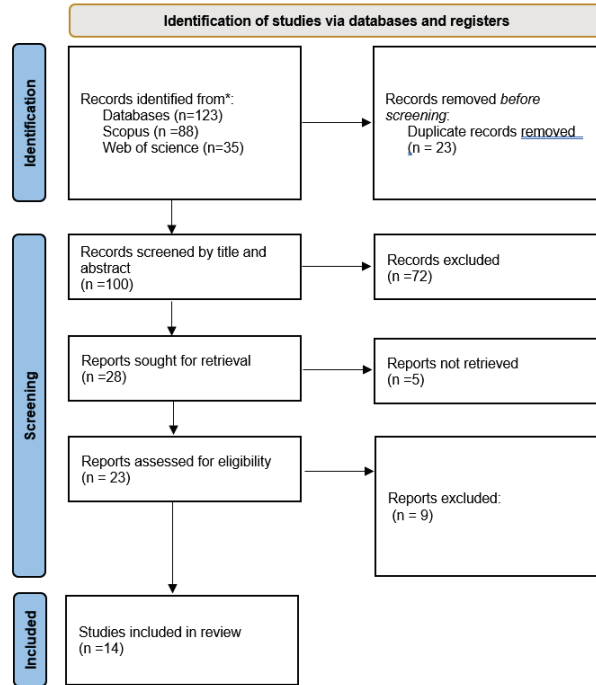 Identification of studies via databases and registers
Identification
Records identified from*:
Databases (n=123)
Scopus (n =88)
Web of science (n=35)
Records removed before
screening:
Duplicate records removed
(n = 23)
Screening
Records screened by title and
abstract
(n =100)
Records excluded
(n =72)
Reports sought for retrieval
(n =28)
Reports not retrieved
(n =5)
Reports assessed for eligibility
(n = 23)
Reports excluded:
(n = 9)
Included
Studies included in review
(n =14)